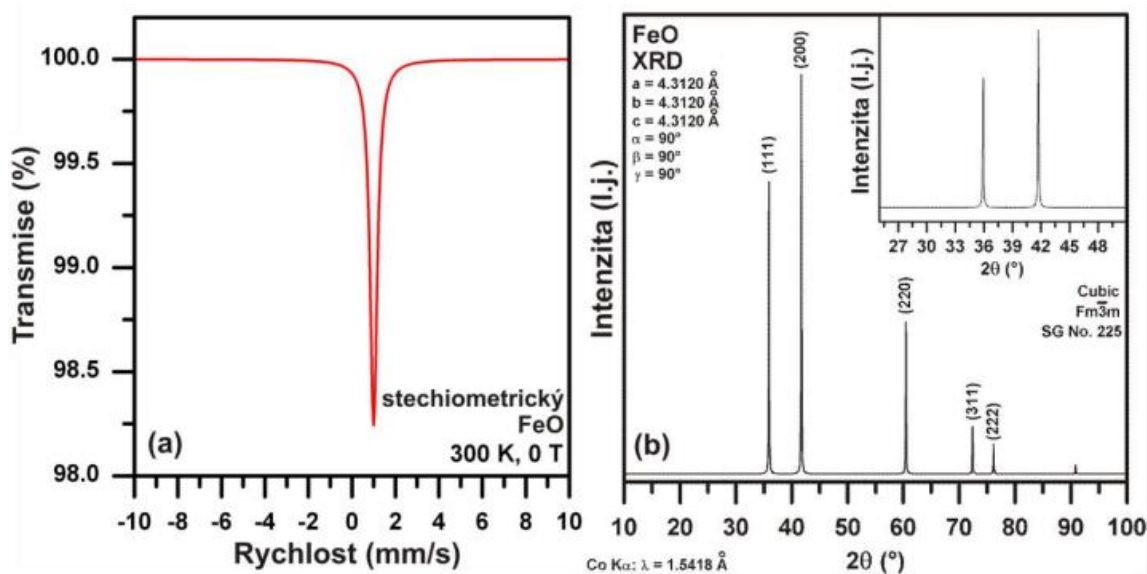 100.0
99.5
99.0
98.5
98.0
Transmise (%)
stechiometrický
FeO
300 K, 0 T
(a)
-10 -8 -6 -4 -2 0 2 4 6 8 10
Rychlost (mm/s)
FeO
XRD
a = 4.3120 Å
b = 4.3120 Å
c = 4.3120 Å
α = 90°
β = 90°
γ = 90°
Intenzita (l.j.)
(111)
(200)
(220)
(311)
(222)
Intenzita (l.j.)
27 30 33 36 39 42 45 48
2θ (°)
Cubic
Fm3̅m
SG No. 225
(b)
10 20 30 40 50 60 70 80 90 100
Co Kα: λ = 1.5418 Å
2θ (°)